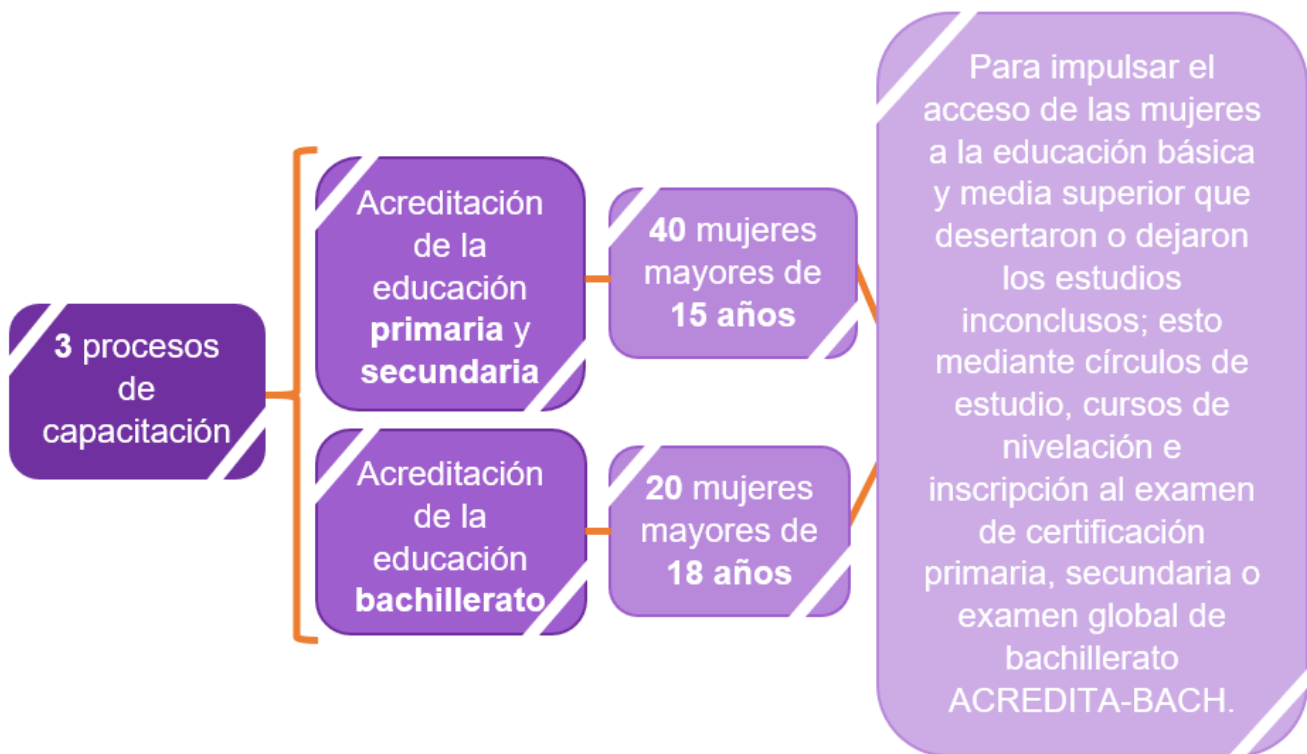 3 procesos
de
capacitación
Acreditación
de la
educación
primaria y
secundaria
40 mujeres
mayores de
15 años
Acreditación
de la
educación
bachillerato
20 mujeres
mayores de
18 años
Para impulsar el
acceso de las mujeres
a la educación básica
y media superior que
desertaron o dejaron
los estudios
inconclusos; esto
mediante círculos de
estudio, cursos de
nivelación e
inscripción al examen
de certificación
primaria, secundaria o
examen global de
bachillerato
ACREDITA-BACH.